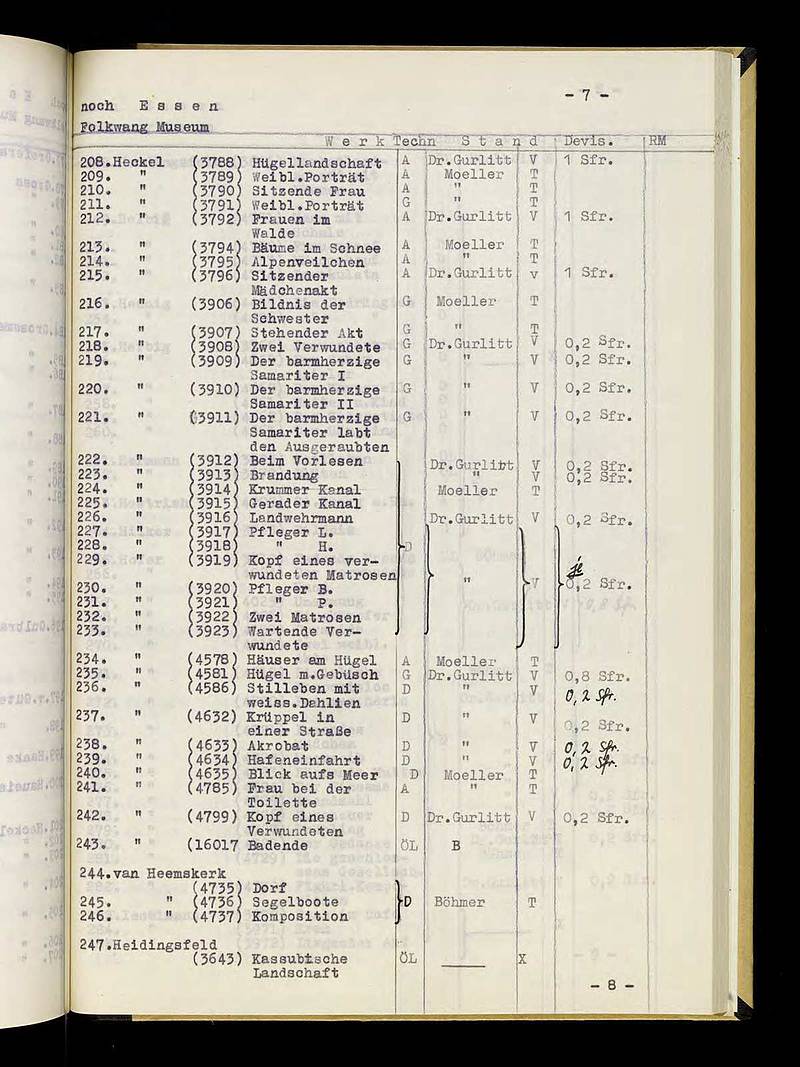 - 7 -
noch E s s e n
Folkwang Museum
W e r k Techn S t a n d Devis. RM
208.Heckel (3788) Hügellandschaft A Dr.Gurlitt V 1 Sfr.
209. " (3789) Weibl.Porträt A Moeller T
210. " (3790) Sitzende Frau A " T
211. " (3791) Weibl.Porträt G " T
212. " (3792) Frauen im A Dr.Gurlitt V 1 Sfr.
Walde
213. " (3794) Bäume im Schnee A Moeller T
214. " (3795) Alpenveilchen A " T
215. " (3796) Sitzender A Dr.Gurlitt v 1 Sfr.
Mädchenakt
216. " (3906) Bildnis der G Moeller T
Schwester
217. " (3907) Stehender Akt G " T
218. " (3908) Zwei Verwundete G Dr.Gurlitt V 0,2 Sfr.
219. " (3909) Der barmherzige G " V 0,2 Sfr.
Samariter I
220. " (3910) Der barmherzige G " V 0,2 Sfr.
Samariter II
221. " (3911) Der barmherzige G " V 0,2 Sfr.
Samariter labt
den Ausgeraubten
222. " (3912) Beim Vorlesen Dr.Gurlitt V 0,2 Sfr.
223. " (3913) Brandung " V 0,2 Sfr.
224. " (3914) Krummer Kanal Moeller T
225. " (3915) Gerader Kanal
226. " (3916) Landwehrmann Dr.Gurlitt V 0,2 Sfr.
227. " (3917) Pfleger L.
228. " (3918) " H. D
229. " (3919) Kopf eines ver- je
wundeten Matrosen " V 0,2 Sfr.
230. " (3920) Pfleger B.
231. " (3921) " P.
232. " (3922) Zwei Matrosen
233. " (3923) Wartende Ver-
wundete
234. " (4578) Häuser am Hügel A Moeller T
235. " (4581) Hügel m.Gebüsch G Dr.Gurlitt V 0,8 Sfr.
236. " (4586) Stilleben mit D " V 0,2 Sfr.
weiss.Dahlien
237. " (4632) Krüppel in D " V 0,2 Sfr.
einer Straße
238. " (4633) Akrobat D " V 0,2 Sfr.
239. " (4634) Hafeneinfahrt D " V 0,2 Sfr.
240. " (4635) Blick aufs Meer D Moeller T
241. " (4785) Frau bei der A " T
Toilette
242. " (4799) Kopf eines D Dr.Gurlitt V 0,2 Sfr.
Verwundeten
243. " (16017 Badende ÖL B
244.van Heemskerk
(4735) Dorf
245. " (4736) Segelboote D Böhmer T
246. " (4737) Komposition
247.Heidingsfeld
(3643) Kassubische ÖL _____ X
Landschaft
- 8 -